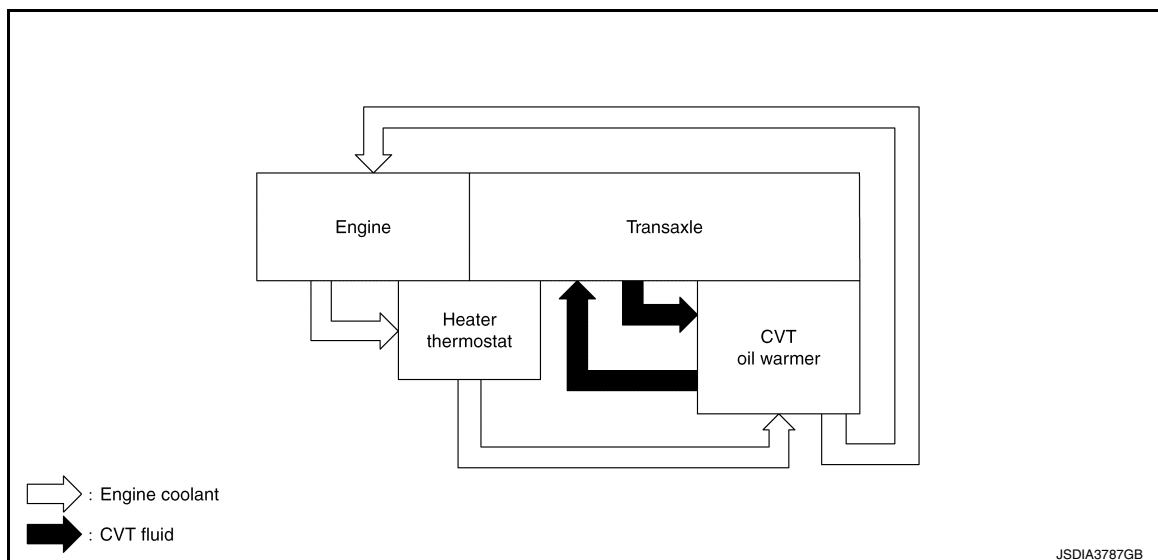 Engine
Transaxle
Heater
thermostat
CVT
oil warmer
: Engine coolant
: CVT fluid
JSDIA3787GB